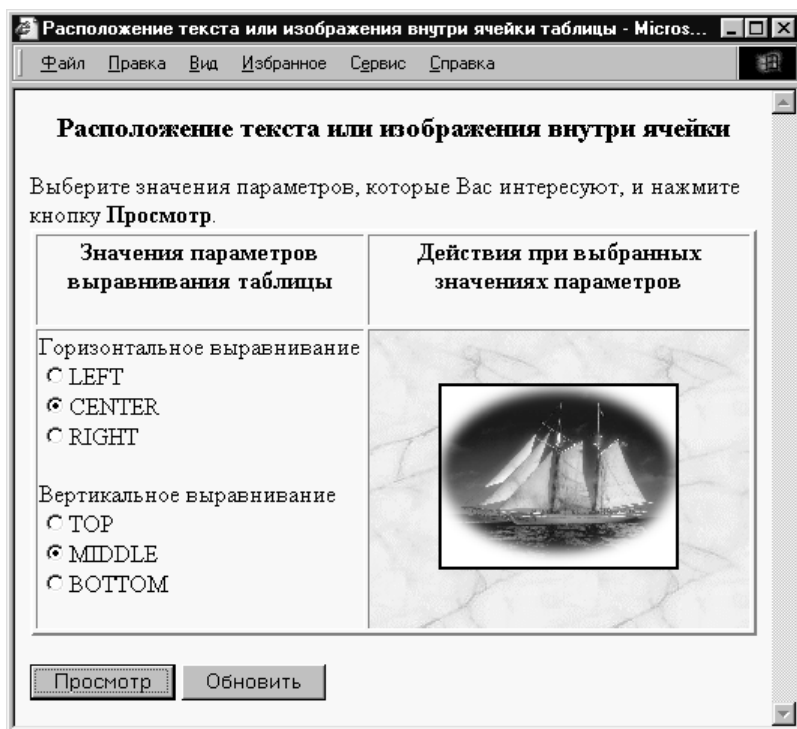 Расположение текста или изображения внутри ячейки таблицы - Micros...
Файл Правка Вид Избранное Сервис Справка
Расположение текста или изображения внутри ячейки
Выберите значения параметров, которые Вас интересуют, и нажмите
кнопку Просмотр.
Значения параметров
выравнивания таблицы
Действия при выбранных
значениях параметров
Горизонтальное выравнивание
LEFT
CENTER
RIGHT
Вертикальное выравнивание
TOP
MIDDLE
BOTTOM
Просмотр Обновить